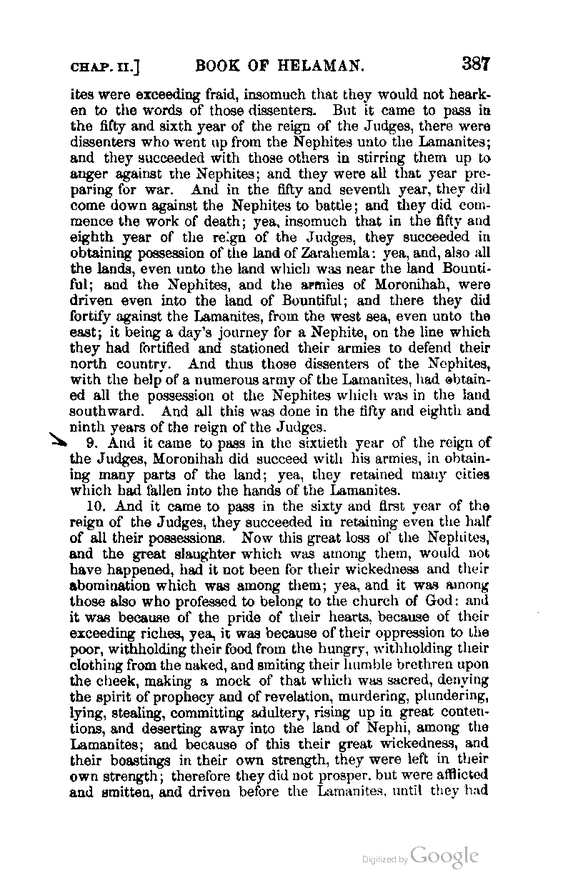 CHAP. II.] BOOK OF HELAMAN. 387
ites were exceeding fraid, insomuch that they would not heark-
en to the words of those dissenters. But it came to pass in
the fifty and sixth year of the reign of the Judges, there were
dissenters who went up from the Nephites unto the Lamanites;
and they succeeded with those others in stirring them up to
anger against the Nephites; and they were all that year pre-
paring for war. And in the fifty and seventh year, they did
come down against the Nephites to battle; and they did com-
mence the work of death; yea, insomuch that in the fifty and
eighth year of the reign of the Judges, they succeeded in
obtaining possession of the land of Zarahemla: yea, and, also all
the lands, even unto the land which was near the land Bounti-
ful; and the Nephites, and the armies of Moronihah, were
driven even into the land of Bountiful; and there they did
fortify against the Lamanites, from the west sea, even unto the
east; it being a day's journey for a Nephite, on the line which
they had fortified and stationed their armies to defend their
north country. And thus those dissenters of the Nephites,
with the help of a numerous army of the Lamanites, had obtain-
ed all the possession ot the Nephites which was in the land
southward. And all this was done in the fifty and eighth and
ninth years of the reign of the Judges.
9. And it came to pass in the sixtieth year of the reign of
the Judges, Moronihah did succeed with his armies, in obtain-
ing many parts of the land; yea, they retained many cities
which had fallen into the hands of the Lamanites.
10. And it came to pass in the sixty and first year of the
reign of the Judges, they succeeded in retaining even the half
of all their possessions. Now this great loss of the Nephites,
and the great slaughter which was among them, would not
have happened, had it not been for their wickedness and their
abomination which was among them; yea, and it was among
those also who professed to belong to the church of God: and
it was because of the pride of their hearts, because of their
exceeding riches, yea, it was because of their oppression to the
poor, withholding their food from the hungry, withholding their
clothing from the naked, and smiting their humble brethren upon
the cheek, making a mock of that which was sacred, denying
the spirit of prophecy and of revelation, murdering, plundering,
lying, stealing, committing adultery, rising up in great conten-
tions, and deserting away into the land of Nephi, among the
Lamanites; and because of this their great wickedness, and
their boastings in their own strength, they were left in their
own strength; therefore they did not prosper. but were afflicted
and smitten, and driven before the Lamanites, until they had
Digitized by Google